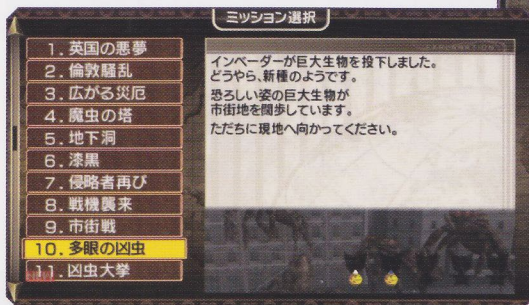 ミッション選択
1. 英国の悪夢
2. 倫敦騒乱
3. 広がる災厄
4. 魔虫の塔
5. 地下洞
6. 漆黒
7. 侵略者再び
8. 戦機襲来
9. 市街戦
10. 多眼の凶虫
11. 凶虫大挙
インベーダーが巨大生物を投下しました。
どうやら、新種のようです。
恐ろしい姿の巨大生物が
市街地を闊歩しています。
ただちに現地へ向かってください。